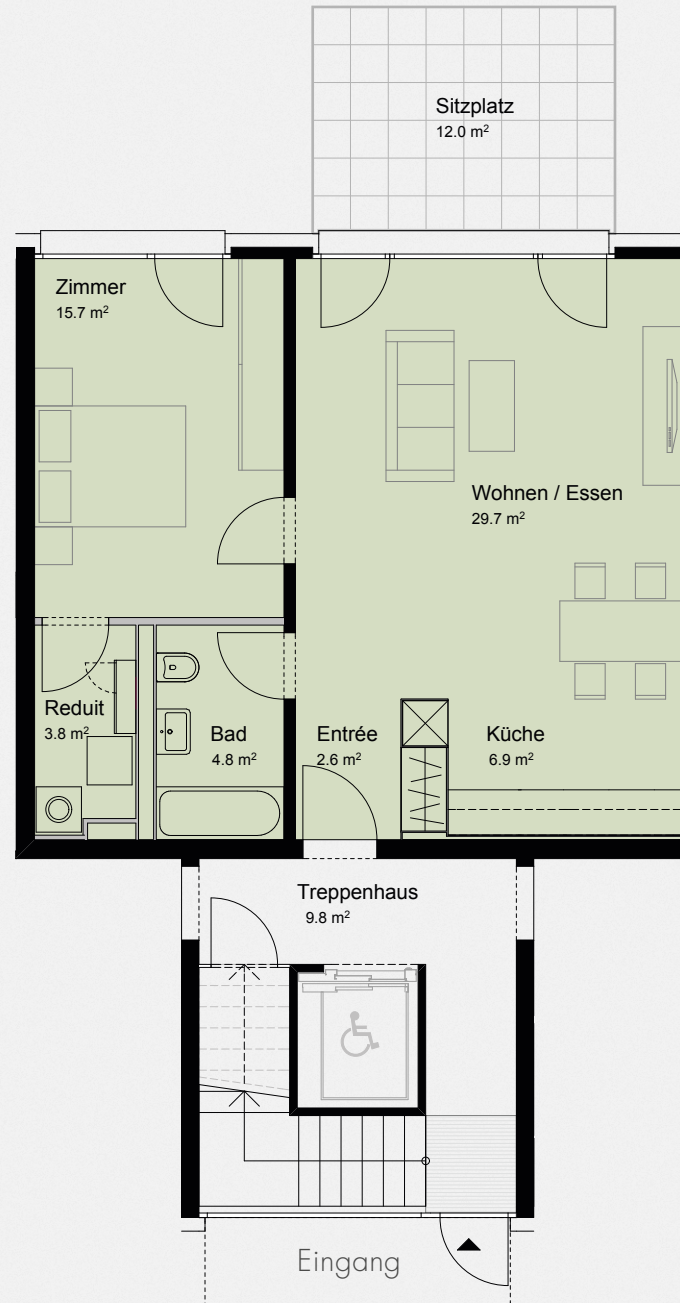 Sitzplatz
12.0 m²
Zimmer
15.7 m²
Wohnen / Essen
29.7 m²
Reduit
3.8 m²
Bad
4.8 m²
Entrée
2.6 m²
Küche
6.9 m²
Treppenhaus
9.8 m²
Eingang